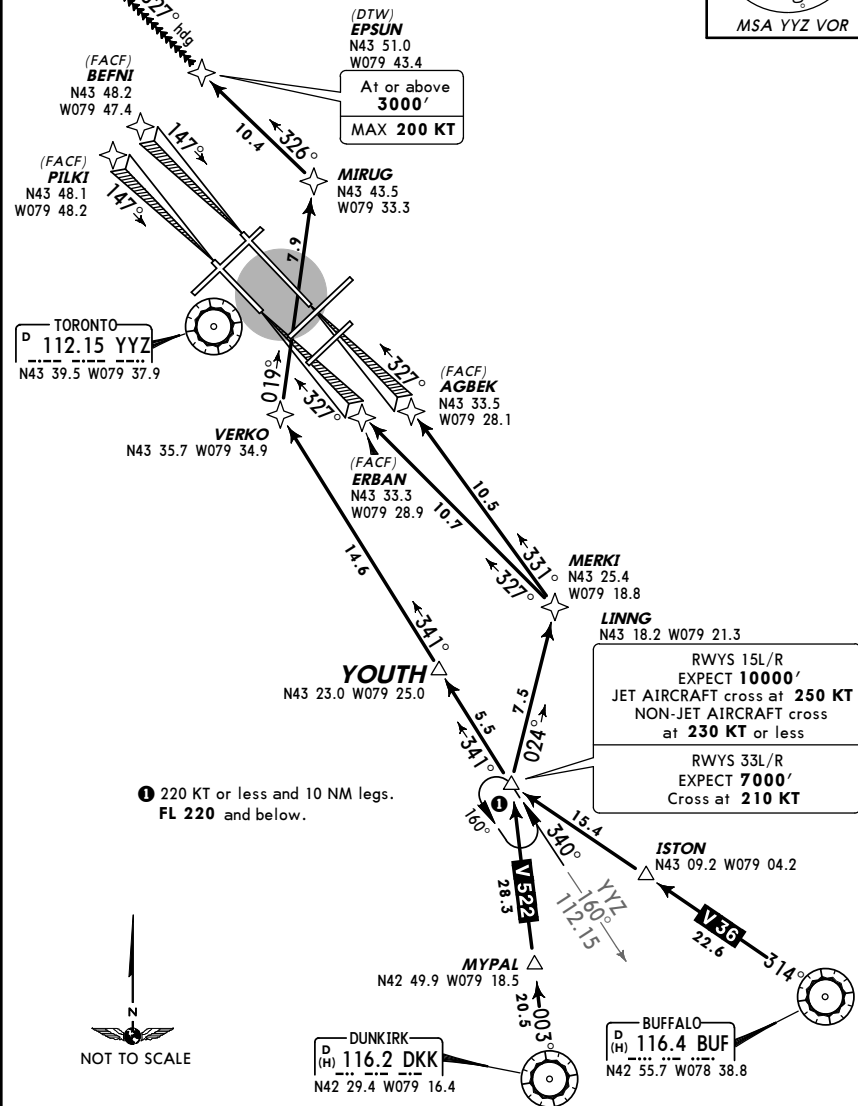 327° hdg
(DTW)
EPSUN
N43 51.0
W079 43.4
At or above
3000'
MAX 200 KT
MSA YYZ VOR
(FACF)
BEFNI
N43 48.2
W079 47.4
10.4
326°
147°
(FACF)
PILKI
N43 48.1
W079 48.2
147°
MIRUG
N43 43.5
W079 33.3
7.9
TORONTO
D 112.15 YYZ
N43 39.5 W079 37.9
019°
327°
327°
(FACF)
AGBEK
N43 33.5
W079 28.1
VERKO
N43 35.7 W079 34.9
(FACF)
ERBAN
N43 33.3
W079 28.9
10.5
10.7
14.6
331°
327°
MERKI
N43 25.4
W079 18.8
LINNG
N43 18.2 W079 21.3
RWYS 15L/R
EXPECT 10000'
JET AIRCRAFT cross at 250 KT
NON-JET AIRCRAFT cross
at 230 KT or less
RWYS 33L/R
EXPECT 7000'
Cross at 210 KT
341°
YOUTH
N43 23.0 W079 25.0
5.5
341°
7.5
024°
1 220 KT or less and 10 NM legs.
FL 220 and below.
1
160°
340°
15.4
ISTON
N43 09.2 W079 04.2
YYZ
160°
112.15
V 522
28.3
V 36
22.6
314°
MYPAL
N42 49.9 W079 18.5
20.5
003°
N
NOT TO SCALE
DUNKIRK
D
(H) 116.2 DKK
N42 29.4 W079 16.4
BUFFALO
D
(H) 116.4 BUF
N42 55.7 W078 38.8